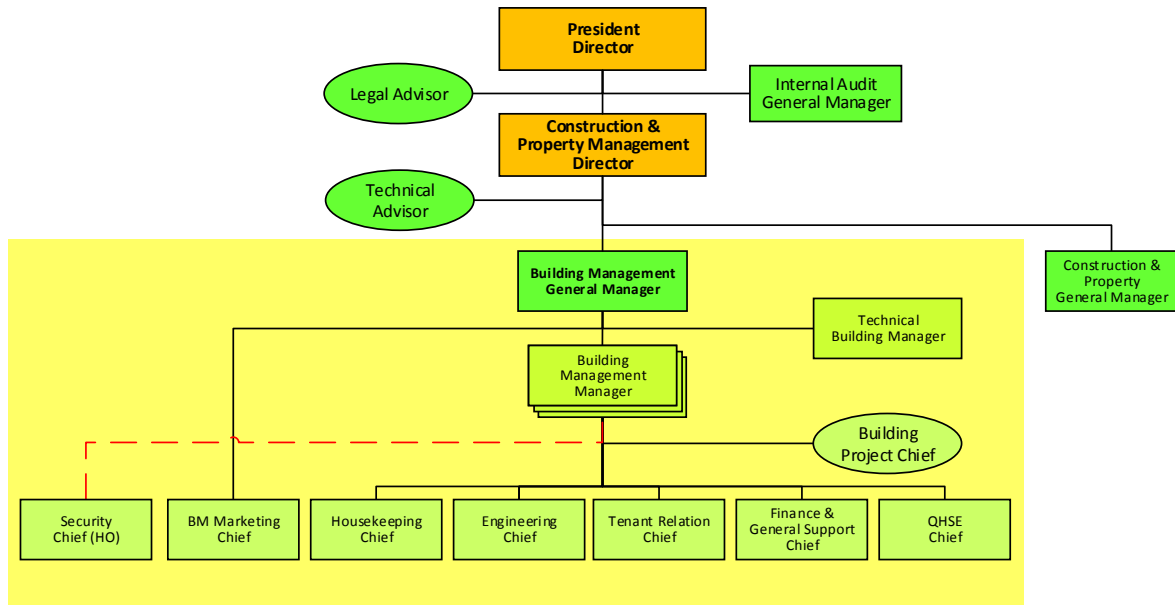 President
Director
Legal Advisor
Internal Audit
General Manager
Construction &
Property Management
Director
Technical
Advisor
Building Management
General Manager
Construction &
Property
General Manager
Technical
Building Manager
Building
Management
Manager
Building
Project Chief
Security
Chief (HO)
BM Marketing
Chief
Housekeeping
Chief
Engineering
Chief
Tenant Relation
Chief
Finance &
General Support
Chief
QHSE
Chief